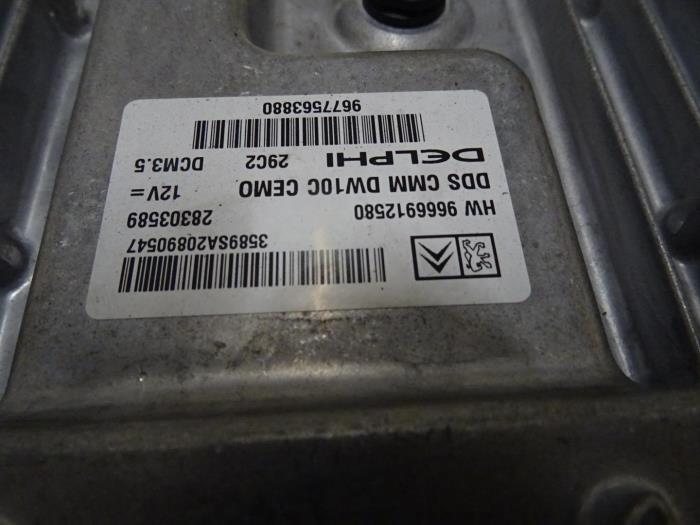 3589SA20890547
HW 9666912580 28303589
DDS CMM DW10C CEMO 12V=
DELPHI 29C2 DCM3.5
9677563880